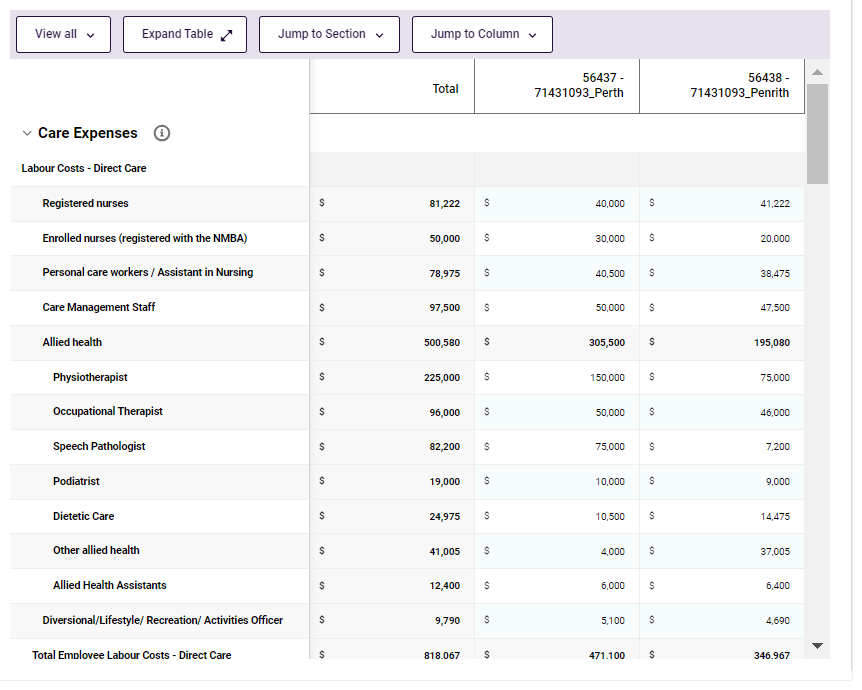 View all
Expand Table
Jump to Section
Jump to Column
Total
56437 -
71431093_Perth
56438 -
71431093_Penrith
Care Expenses
Labour Costs - Direct Care
Registered nurses $ 81,222 $ 40,000 $ 41,222
Enrolled nurses (registered with the NMBA) $ 50,000 $ 30,000 $ 20,000
Personal care workers / Assistant in Nursing $ 78,975 $ 40,500 $ 38,475
Care Management Staff $ 97,500 $ 50,000 $ 47,500
Allied health $ 500,580 $ 305,500 $ 195,080
Physiotherapist $ 225,000 $ 150,000 $ 75,000
Occupational Therapist $ 96,000 $ 50,000 $ 46,000
Speech Pathologist $ 82,200 $ 75,000 $ 7,200
Podiatrist $ 19,000 $ 10,000 $ 9,000
Dietetic Care $ 24,975 $ 10,500 $ 14,475
Other allied health $ 41,005 $ 4,000 $ 37,005
Allied Health Assistants $ 12,400 $ 6,000 $ 6,400
Diversional/Lifestyle/ Recreation/ Activities Officer $ 9,790 $ 5,100 $ 4,690
Total Employee Labour Costs - Direct Care $ 818,067 $ 471,100 $ 346,967